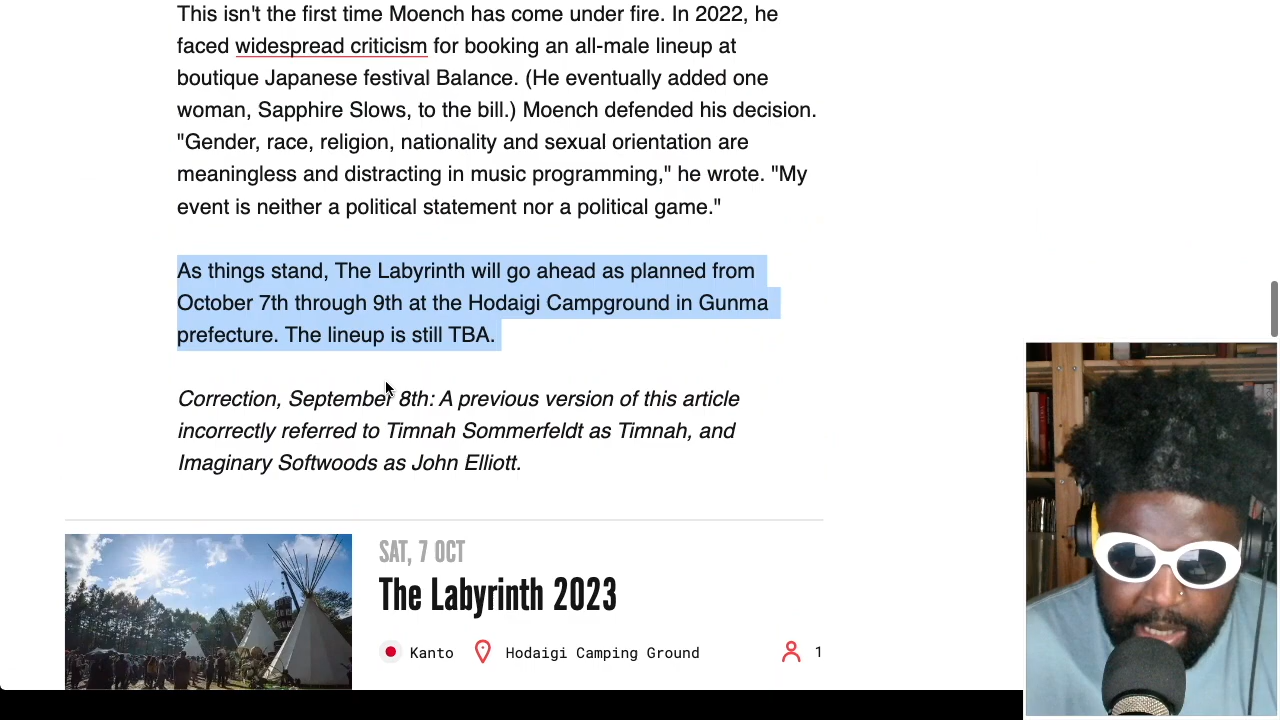 This isn't the first time Moench has come under fire. In 2022, he
faced widespread criticism for booking an all-male lineup at
boutique Japanese festival Balance. (He eventually added one
woman, Sapphire Slows, to the bill.) Moench defended his decision.
"Gender, race, religion, nationality and sexual orientation are
meaningless and distracting in music programming," he wrote. "My
event is neither a political statement nor a political game."
As things stand, The Labyrinth will go ahead as planned from
October 7th through 9th at the Hodaigi Campground in Gunma
prefecture. The lineup is still TBA.
Correction, September 8th: A previous version of this article
incorrectly referred to Timnah Sommerfeldt as Timnah, and
Imaginary Softwoods as John Elliott.
SAT, 7 OCT
The Labyrinth 2023
Kanto Hodaigi Camping Ground 1